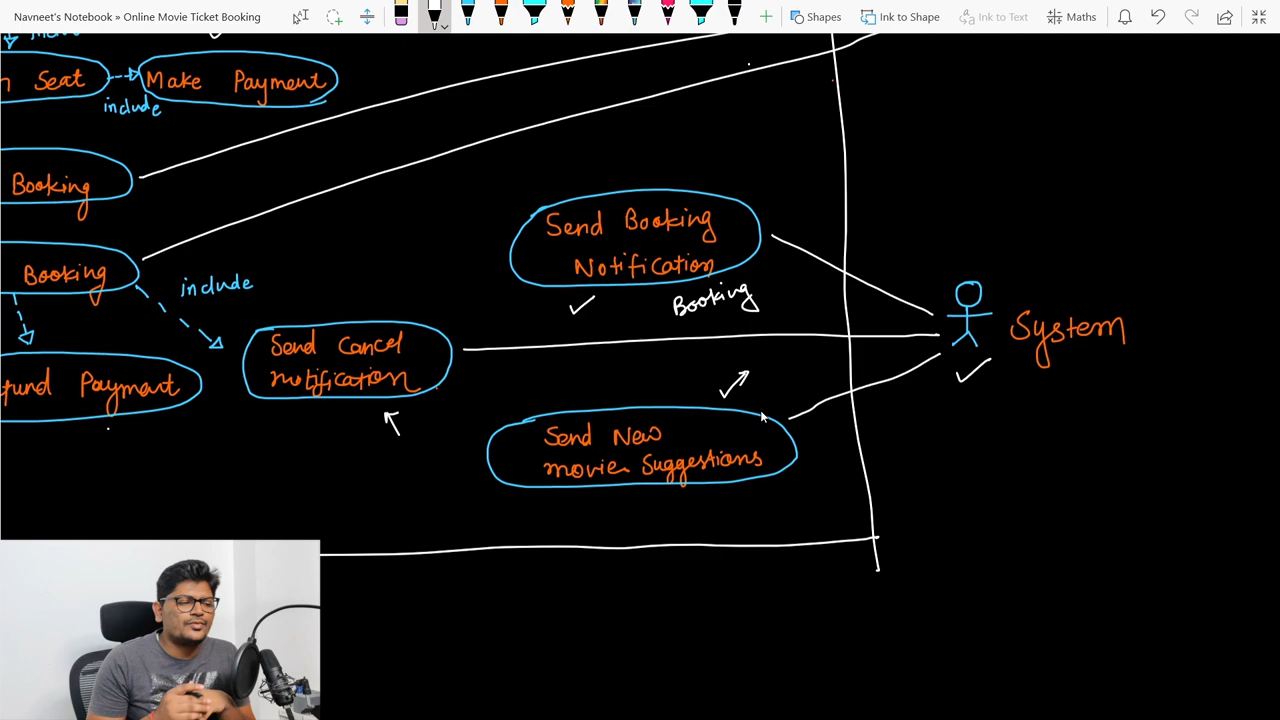 Navneet's Notebook » Online Movie Ticket Booking
Shapes
Ink to Shape
Ink to Text
Maths
include
Seat
Make Payment
include
Booking
Send Booking
Notification
Booking
Booking
include
System
Send Cancel
notification
Payment
Send New
movie Suggestions